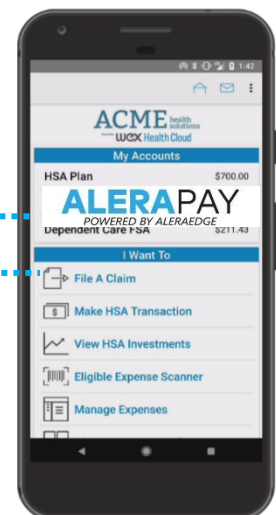 1:42
ACME health solutions
wex Health Cloud
My Accounts
HSA Plan $700.00
ALERAPAY
POWERED BY ALERAEDGE
Dependent Care FSA $211.43
I Want To
File A Claim
Make HSA Transaction
View HSA Investments
Eligible Expense Scanner
Manage Expenses